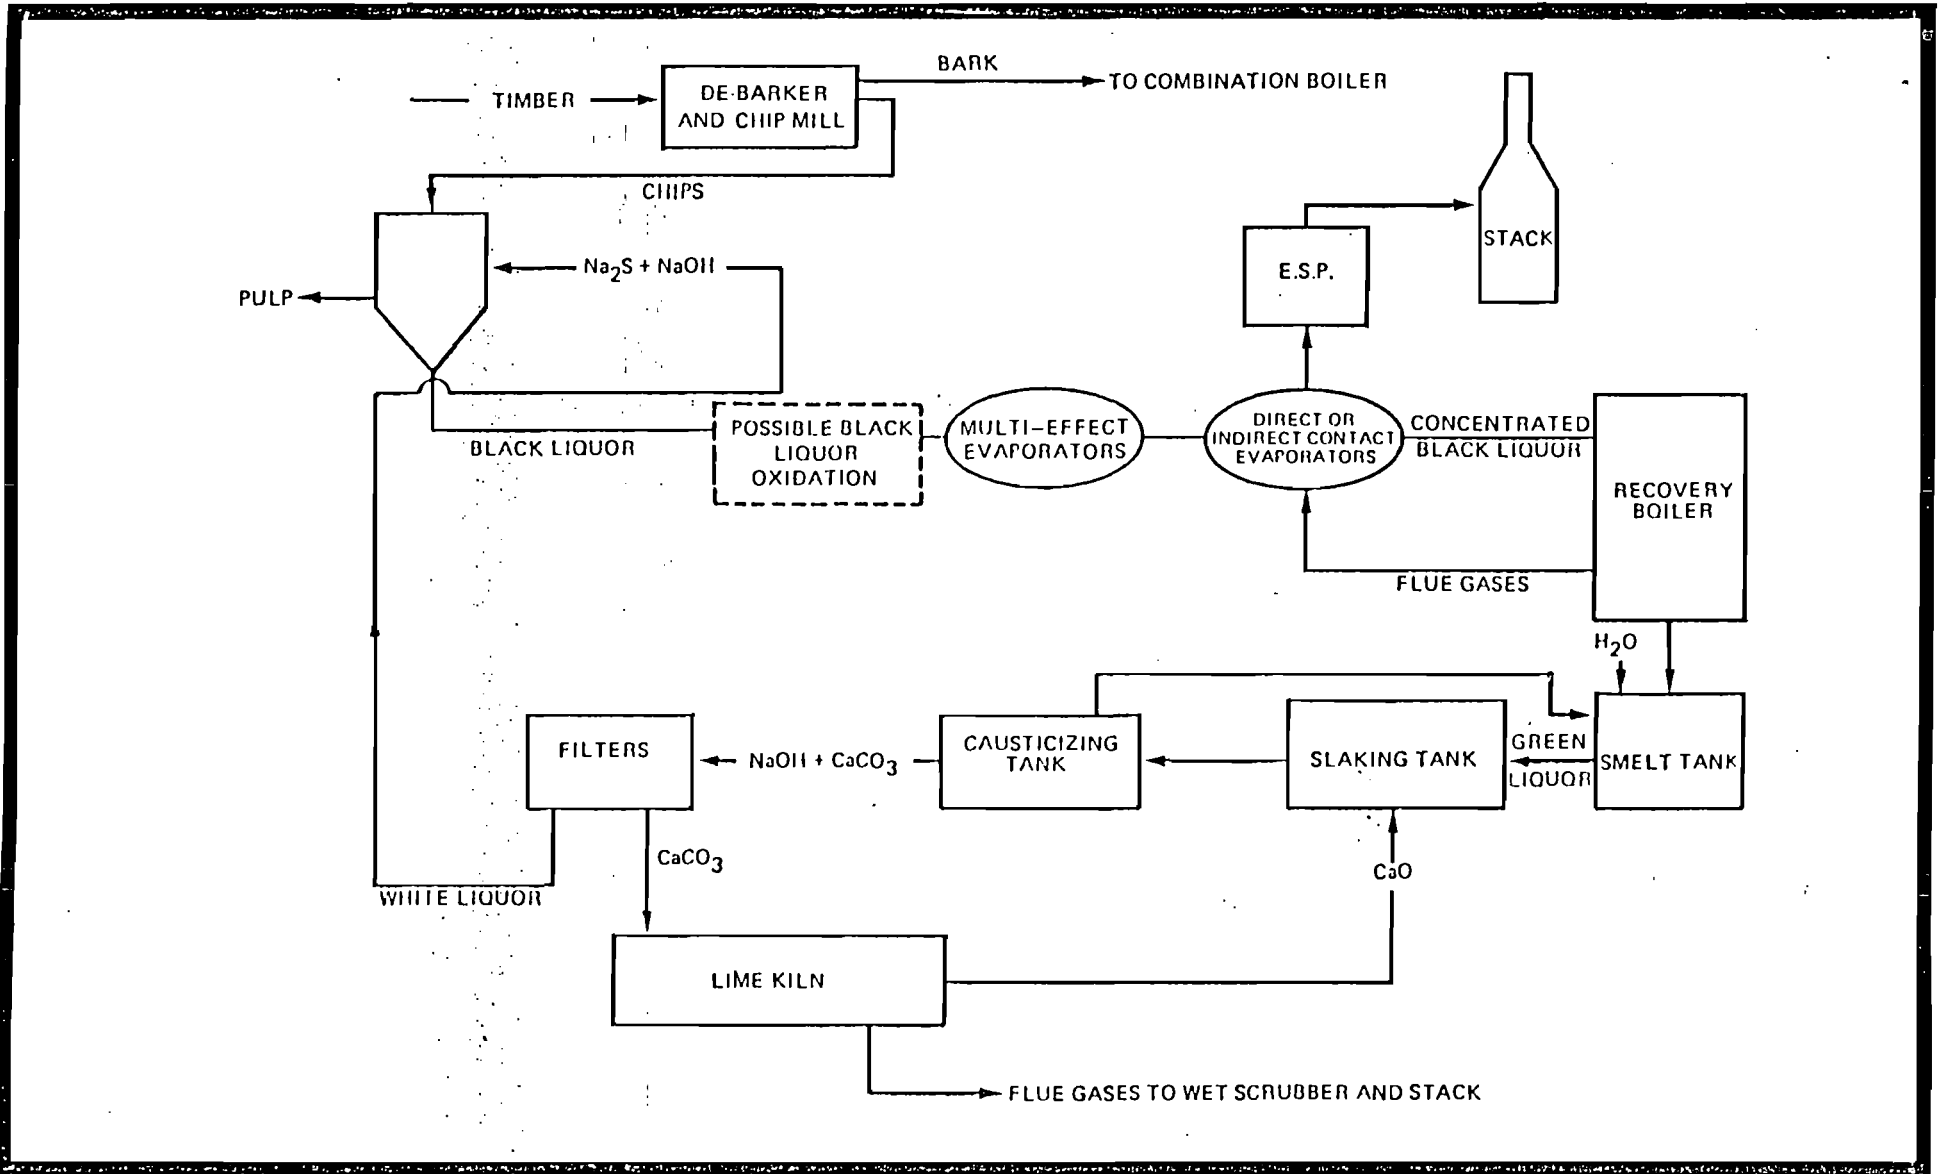 BARK
TO COMBINATION BOILER
TIMBER
DE-BARKER
AND CHIP MILL
CHIPS
Na2S + NaOH
PULP
STACK
E.S.P.
BLACK LIQUOR
POSSIBLE BLACK
LIQUOR
OXIDATION
MULTI-EFFECT
EVAPORATORS
DIRECT OR
INDIRECT CONTACT
EVAPORATORS
CONCENTRATED
BLACK LIQUOR
RECOVERY
BOILER
FLUE GASES
H2O
SMELT TANK
GREEN
LIQUOR
SLAKING TANK
CAUSTICIZING
TANK
NaOH + CaCO3
FILTERS
CaCO3
CaO
WHITE LIQUOR
LIME KILN
FLUE GASES TO WET SCRUBBER AND STACK